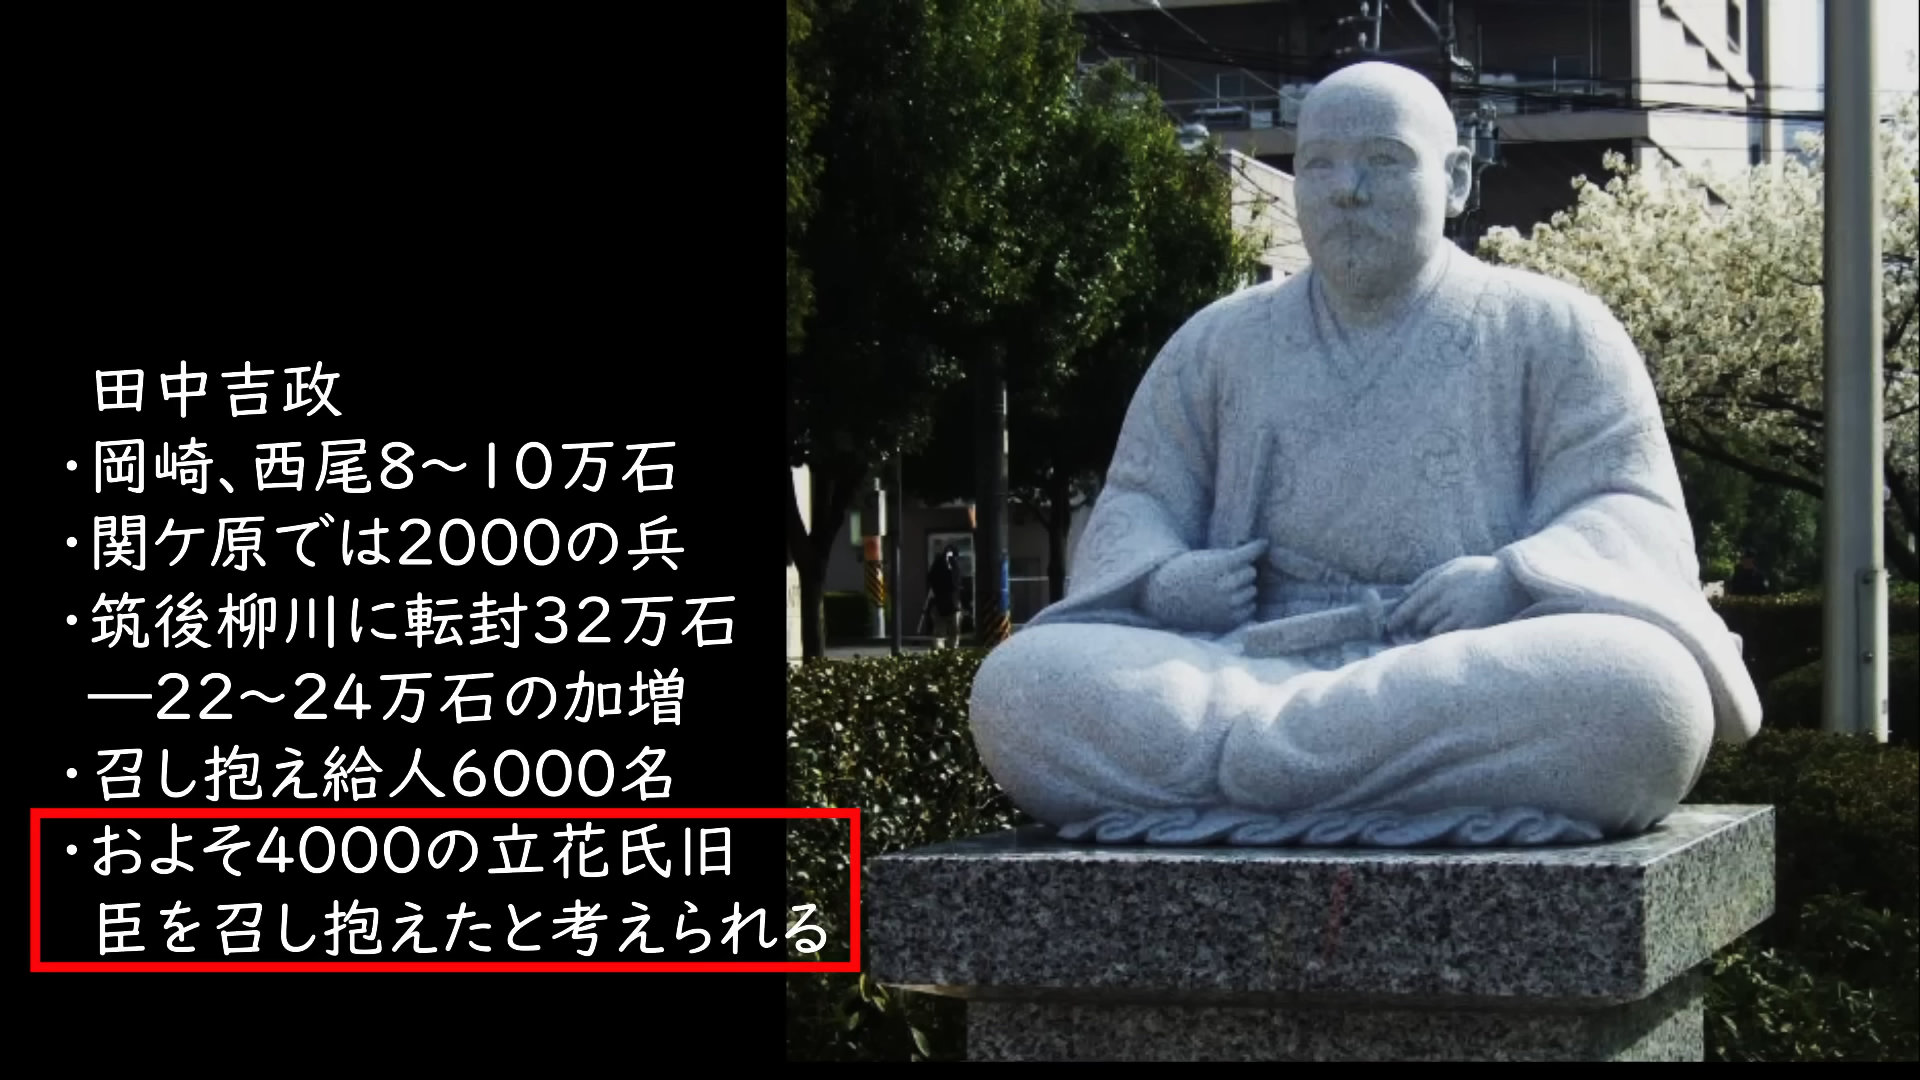 田中吉政
・岡崎、西尾8～10万石
・関ケ原では2000の兵
・筑後柳川に転封32万石
―22～24万石の加増
・召し抱え給人6000名
・およそ4000の立花氏旧
臣を召し抱えたと考えられる